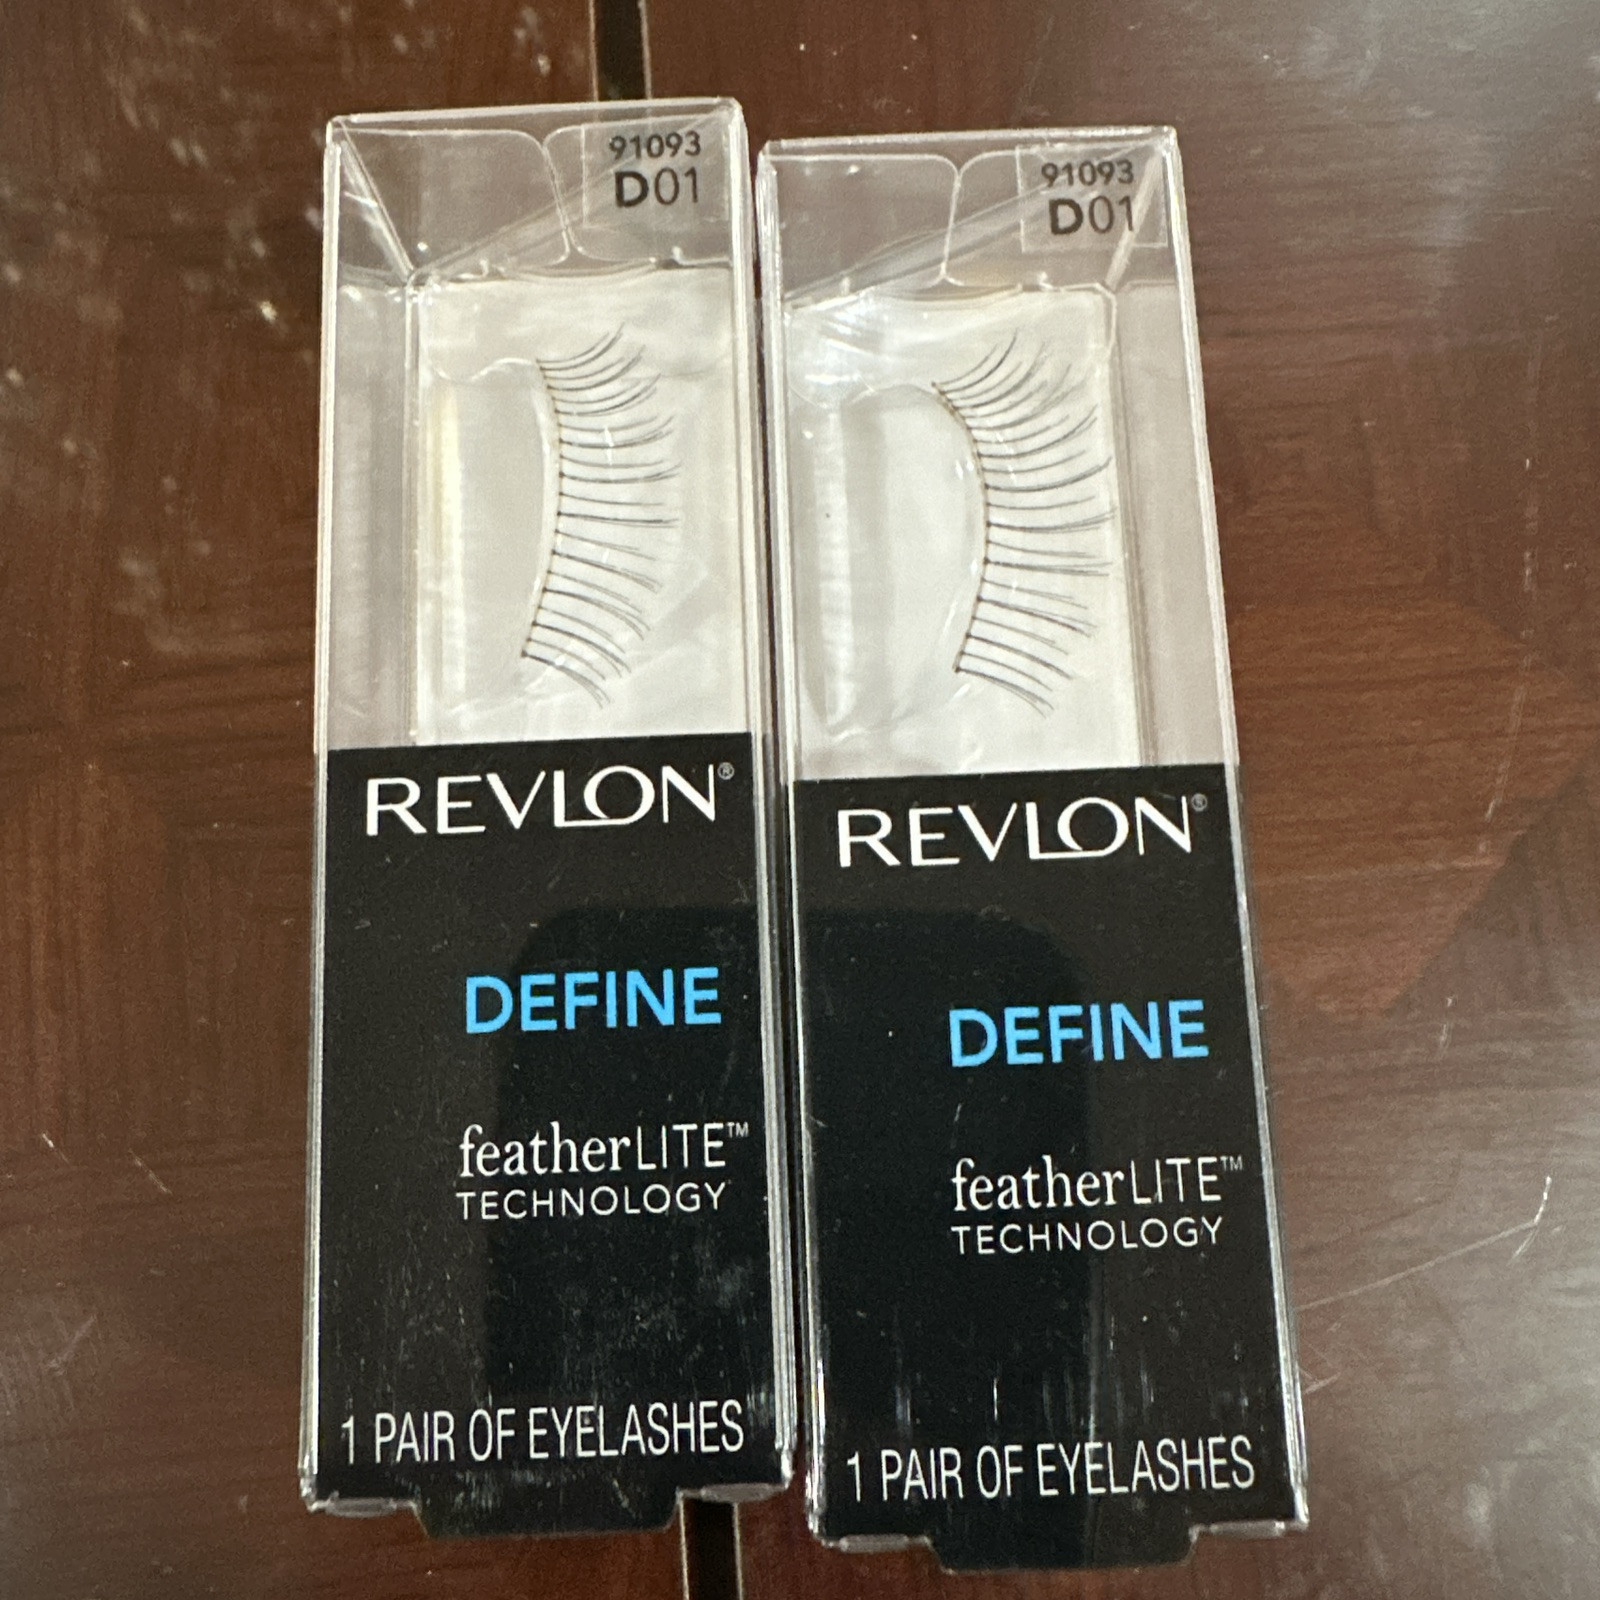 91093
D01
REVLON®
DEFINE
featherLITE™
TECHNOLOGY
1 PAIR OF EYELASHES
91093
D01
REVLON®
DEFINE
featherLITE™
TECHNOLOGY
1 PAIR OF EYELASHES